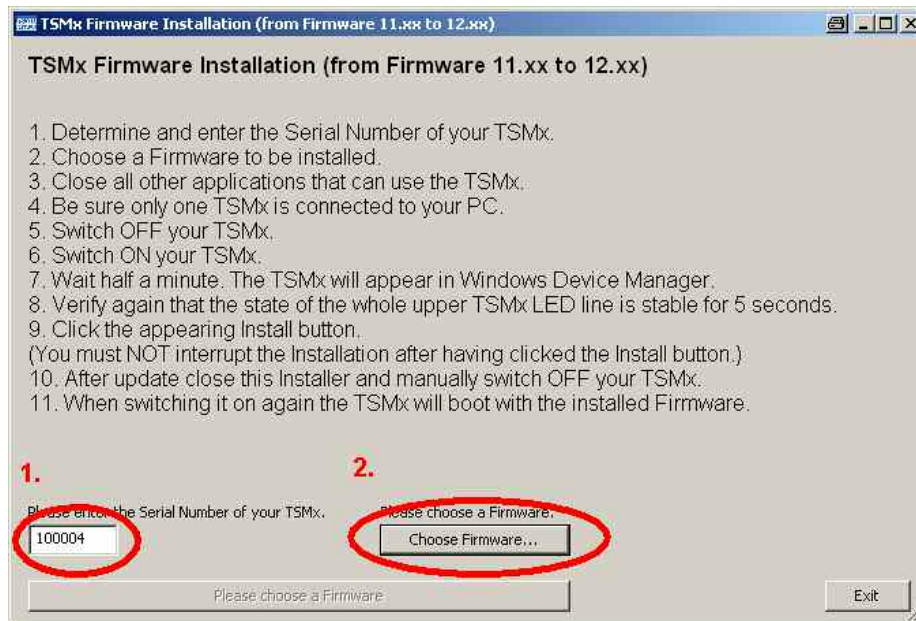 TSMx Firmware Installation (from Firmware 11.xx to 12.xx)
TSMx Firmware Installation (from Firmware 11.xx to 12.xx)
1. Determine and enter the Serial Number of your TSMx.
2. Choose a Firmware to be installed.
3. Close all other applications that can use the TSMx.
4. Be sure only one TSMx is connected to your PC.
5. Switch OFF your TSMx.
6. Switch ON your TSMx.
7. Wait half a minute. The TSMx will appear in Windows Device Manager.
8. Verify again that the state of the whole upper TSMx LED line is stable for 5 seconds.
9. Click the appearing Install button.
(You must NOT interrupt the Installation after having clicked the Install button.)
10. After update close this Installer and manually switch OFF your TSMx.
11. When switching it on again the TSMx will boot with the installed Firmware.
1. 2.
Please enter the Serial Number of your TSMx. Please choose a Firmware.
100004 Choose Firmware...
Please choose a Firmware Exit